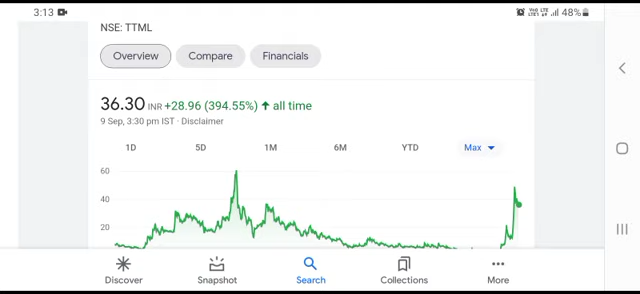 3:13
48%
NSE: TTML
Overview Compare Financials
36.30 INR +28.96 (394.55%) ↑ all time
9 Sep, 3:30 pm IST · Disclaimer
1D 5D 1M 6M YTD Max
60
40
20
Discover Snapshot Search Collections More